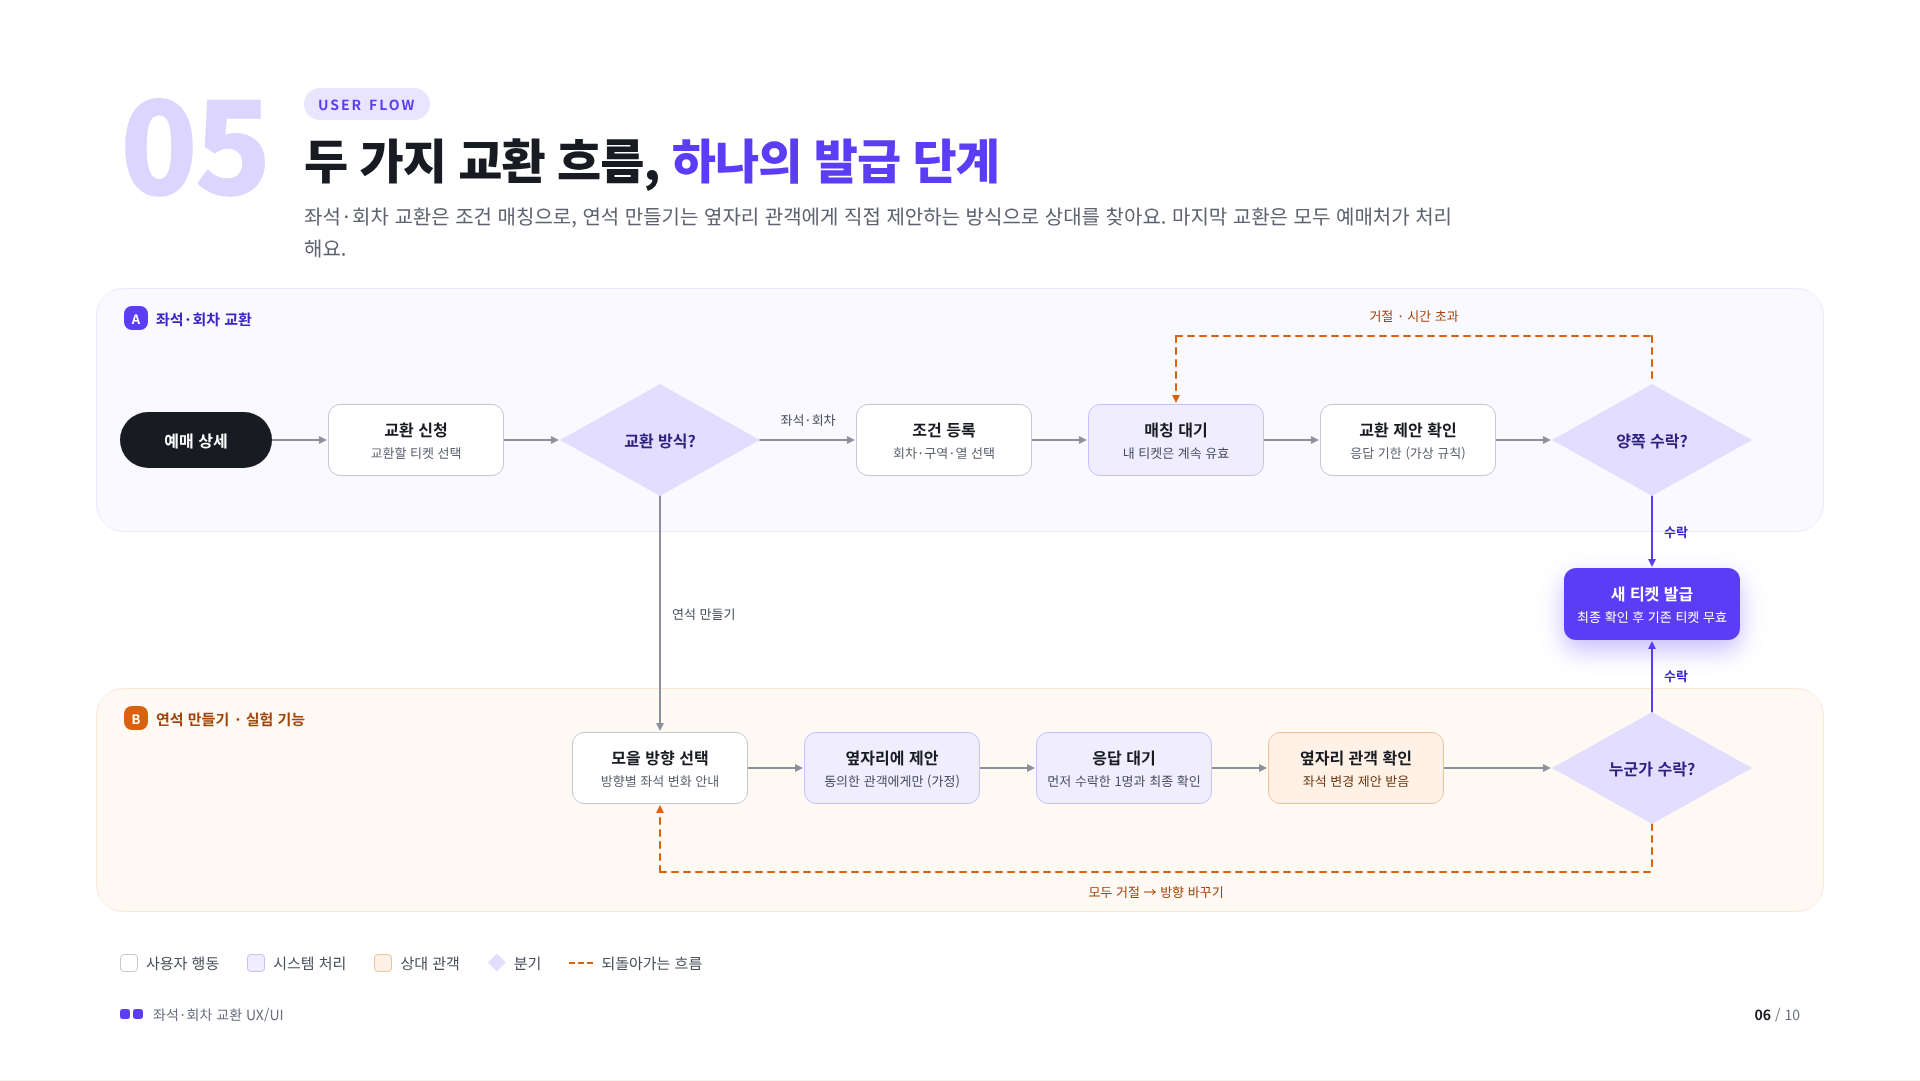 05
USER FLOW
두 가지 교환 흐름, 하나의 발급 단계
좌석·회차 교환은 조건 매칭으로, 연석 만들기는 옆자리 관객에게 직접 제안하는 방식으로 상대를 찾아요. 마지막 교환은 모두 예매처가 처리
해요.
A 좌석·회차 교환
거절 · 시간 초과
예매 상세
교환 신청
교환할 티켓 선택
교환 방식?
좌석·회차
조건 등록
회차·구역·열 선택
매칭 대기
내 티켓은 계속 유효
교환 제안 확인
응답 기한 (가상 규칙)
양쪽 수락?
수락
새 티켓 발급
최종 확인 후 기존 티켓 무효
연석 만들기
수락
B 연석 만들기 · 실험 기능
모을 방향 선택
방향별 좌석 변화 안내
옆자리에 제안
동의한 관객에게만 (가정)
응답 대기
먼저 수락한 1명과 최종 확인
옆자리 관객 확인
좌석 변경 제안 받음
누군가 수락?
모두 거절 → 방향 바꾸기
사용자 행동
시스템 처리
상대 관객
분기
되돌아가는 흐름
좌석·회차 교환 UX/UI
06 / 10